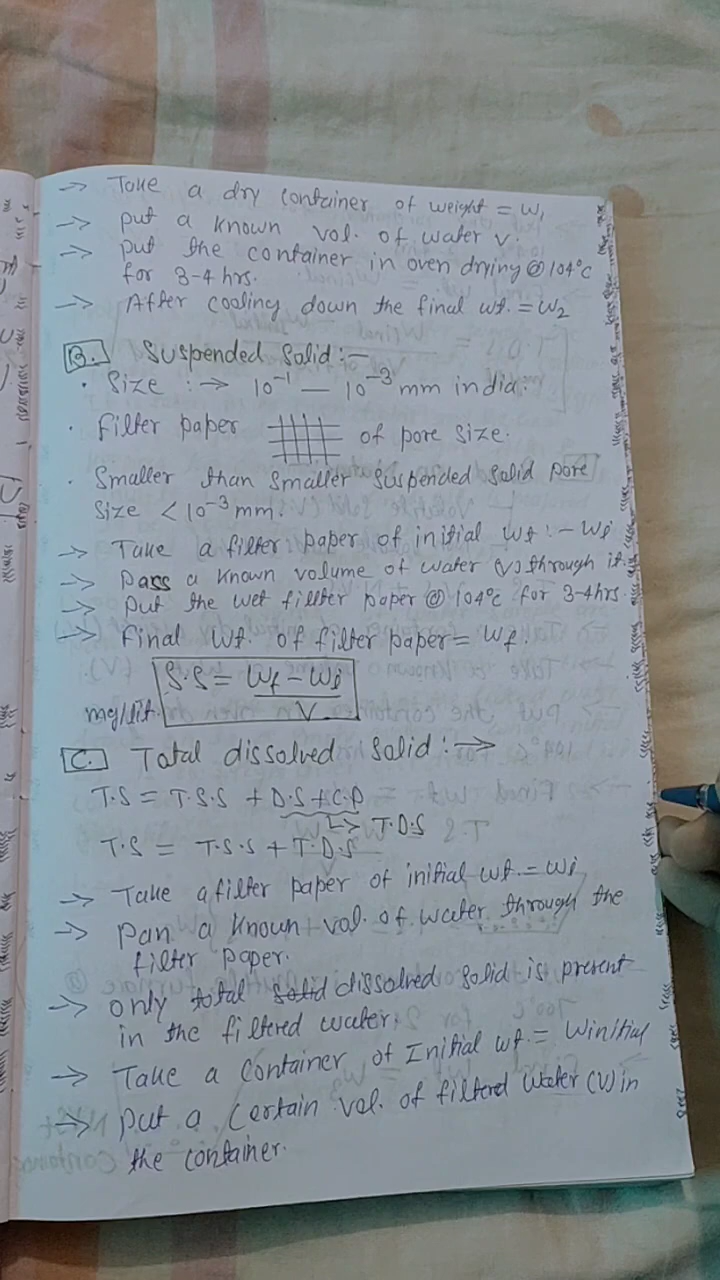 → Take a dry container of weight = W₁
→ put a known vol. of water V.
→ put the container in oven drying @ 104°C
for 3-4 hrs.
→ After cooling down the final wt. = W₂
B. Suspended Solid :-
• Size :→ 10⁻¹ — 10⁻³ mm in dia.
• Filter paper of pore size.
• Smaller than smaller suspended solid pore
size < 10⁻³ mm.
→ Take a filter paper of initial wt :- Wi
→ Pass a known volume of water (V) through it.
→ Put the wet fillter paper @ 104°C for 3-4 hrs.
→ Final wt. of filter paper = Wf.
S.S = Wf - Wi
mg/lit. V
C. Total dissolved Solid :→
T.S = T.S.S + D.S + C.P
↳ T.D.S
T.S = T.S.S + T.D.S
→ Take a filter paper of initial wt. = Wi
→ Pan a known vol. of water through the
filter paper.
→ only total solid dissolved solid is present
in the filtered water.
→ Take a container of Initial wt. = Winitial
→ put a certain vol. of filterd water (V) in
the container.